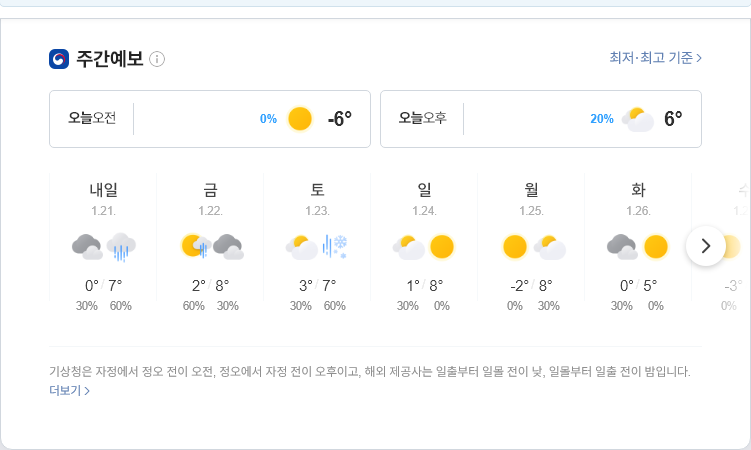 주간예보
최저·최고 기준
오늘오전 0% -6°
오늘오후 20% 6°
내일 금 토 일 월 화
1.21. 1.22. 1.23. 1.24. 1.25. 1.26.
0° / 7° 2° / 8° 3° / 7° 1° / 8° -2° / 8° 0° / 5° -3°
30% 60% 60% 30% 30% 60% 30% 0% 0% 30% 30% 0% 0%
기상청은 자정에서 정오 전이 오전, 정오에서 자정 전이 오후이고, 해외 제공사는 일출부터 일몰 전이 낮, 일몰부터 일출 전이 밤입니다.
더보기